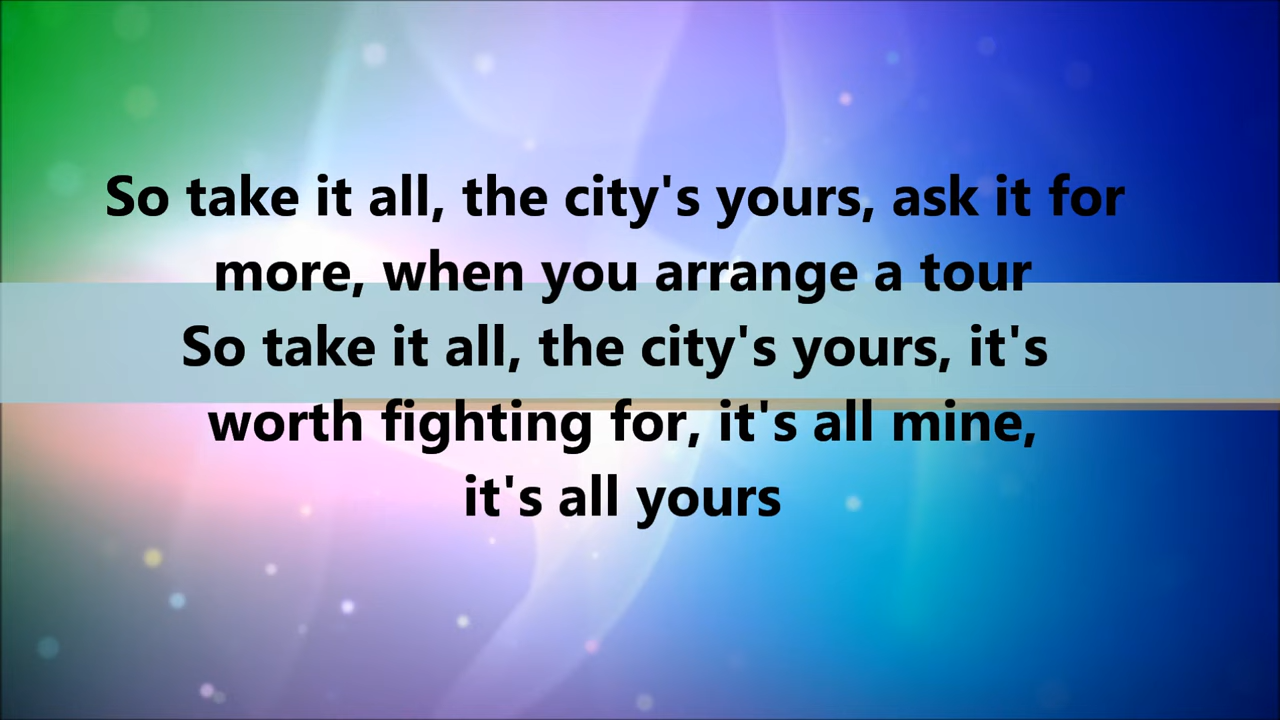 So take it all, the city's yours, ask it for
more, when you arrange a tour
So take it all, the city's yours, it's
worth fighting for, it's all mine,
it's all yours